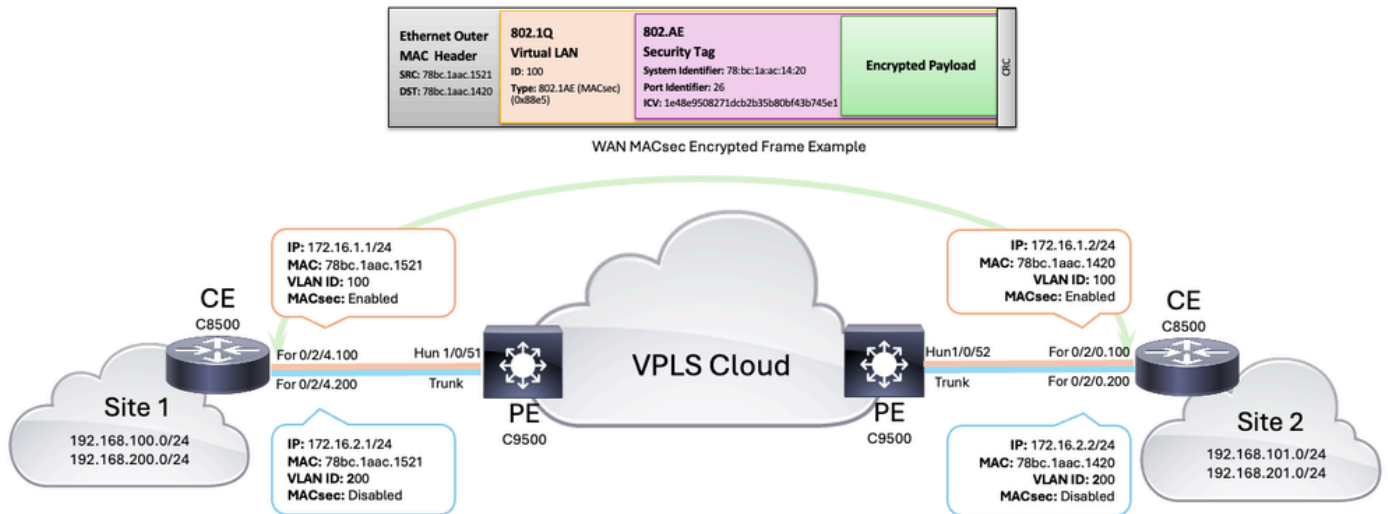 Ethernet Outer
MAC Header
SRC: 78bc.1aac.1521
DST: 78bc.1aac.1420
802.1Q
Virtual LAN
ID: 100
Type: 802.1AE (MACsec)
(0x88e5)
802.AE
Security Tag
System Identifier: 78:bc:1a:ac:14:20
Port Identifier: 26
ICV: 1e48e9508271dcb2b35b80bf43b745e1
Encrypted Payload
CRC
WAN MACsec Encrypted Frame Example
IP: 172.16.1.1/24
MAC: 78bc.1aac.1521
VLAN ID: 100
MACsec: Enabled
IP: 172.16.1.2/24
MAC: 78bc.1aac.1420
VLAN ID: 100
MACsec: Enabled
CE
C8500
For 0/2/4.100
For 0/2/4.200
Hun 1/0/51
Trunk
PE
C9500
VPLS Cloud
PE
C9500
Hun1/0/52
Trunk
For 0/2/0.100
For 0/2/0.200
CE
C8500
Site 1
192.168.100.0/24
192.168.200.0/24
IP: 172.16.2.1/24
MAC: 78bc.1aac.1521
VLAN ID: 200
MACsec: Disabled
IP: 172.16.2.2/24
MAC: 78bc.1aac.1420
VLAN ID: 200
MACsec: Disabled
Site 2
192.168.101.0/24
192.168.201.0/24